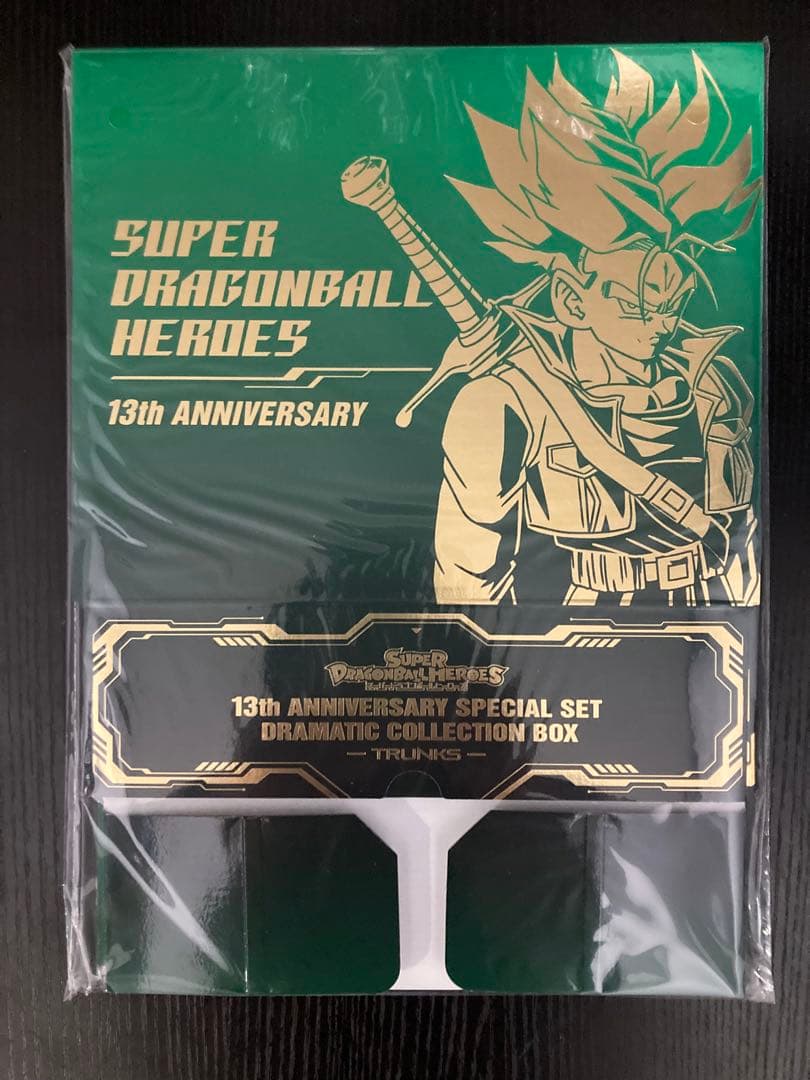 SUPER
DRAGONBALL
HEROES
13th ANNIVERSARY
SUPER
DRAGONBALL HEROES
13th ANNIVERSARY SPECIAL SET
DRAMATIC COLLECTION BOX
— TRUNKS —